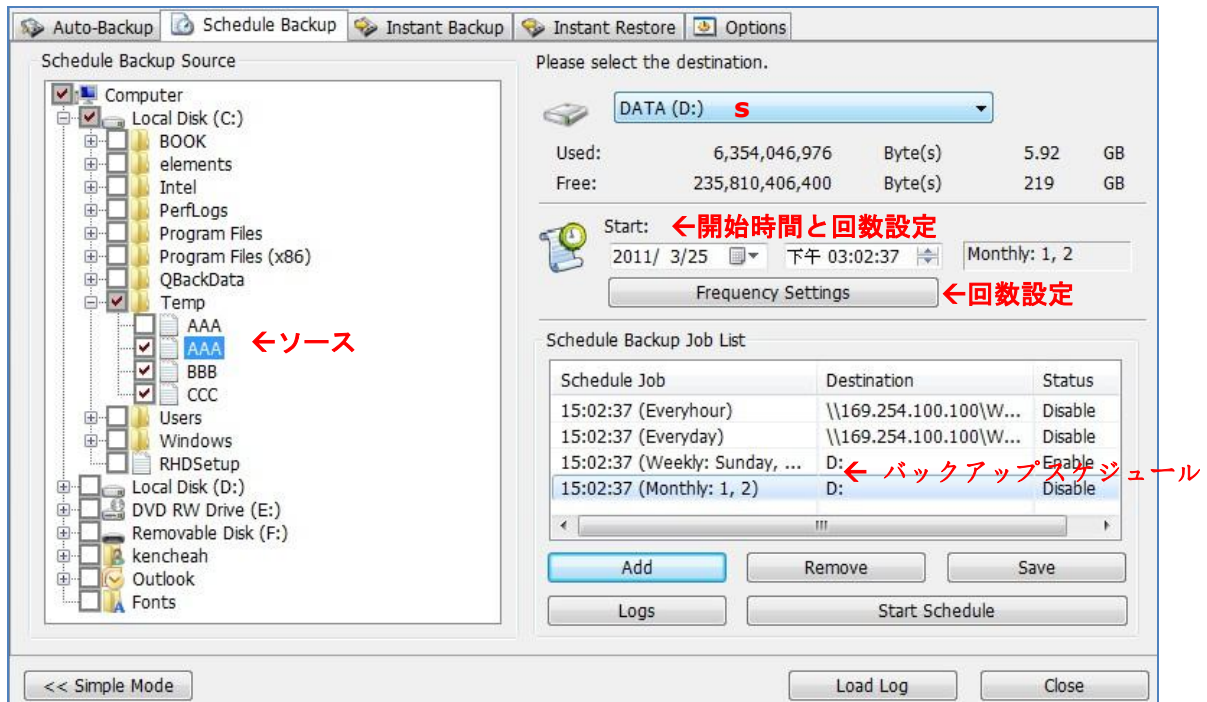 Auto-Backup Schedule Backup Instant Backup Instant Restore Options
Schedule Backup Source
Computer
Local Disk (C:)
BOOK
elements
Intel
PerfLogs
Program Files
Program Files (x86)
QBackData
Temp
AAA
AAA ←ソース
BBB
CCC
Users
Windows
RHDSetup
Local Disk (D:)
DVD RW Drive (E:)
Removable Disk (F:)
kencheah
Outlook
Fonts
Please select the destination.
DATA (D:) s
Used: 6,354,046,976 Byte(s) 5.92 GB
Free: 235,810,406,400 Byte(s) 219 GB
Start: ←開始時間と回数設定
2011/ 3/25 下午 03:02:37 Monthly: 1, 2
Frequency Settings ←回数設定
Schedule Backup Job List
Schedule Job Destination Status
15:02:37 (Everyhour) \\169.254.100.100\W... Disable
15:02:37 (Everyday) \\169.254.100.100\W... Disable
15:02:37 (Weekly: Sunday, ... D: Enable
← バックアップスケジュール
15:02:37 (Monthly: 1, 2) D: Disable
Add Remove Save
Logs Start Schedule
<< Simple Mode Load Log Close